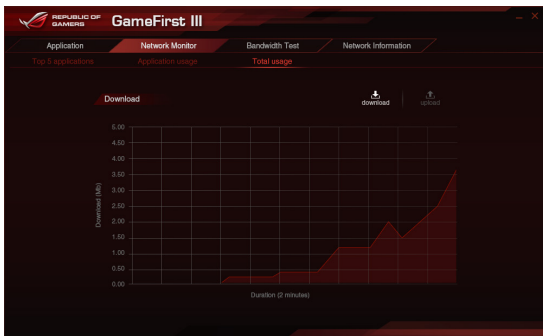 REPUBLIC OF
GAMERS
GameFirst III
Application
Network Monitor
Bandwidth Test
Network Information
Top 5 applications
Application usage
Total usage
Download
download
upload
5.00
4.50
4.00
3.50
3.00
2.50
2.00
1.50
1.00
0.50
0.00
Downloed (Mb)
Duration (2 minutes)